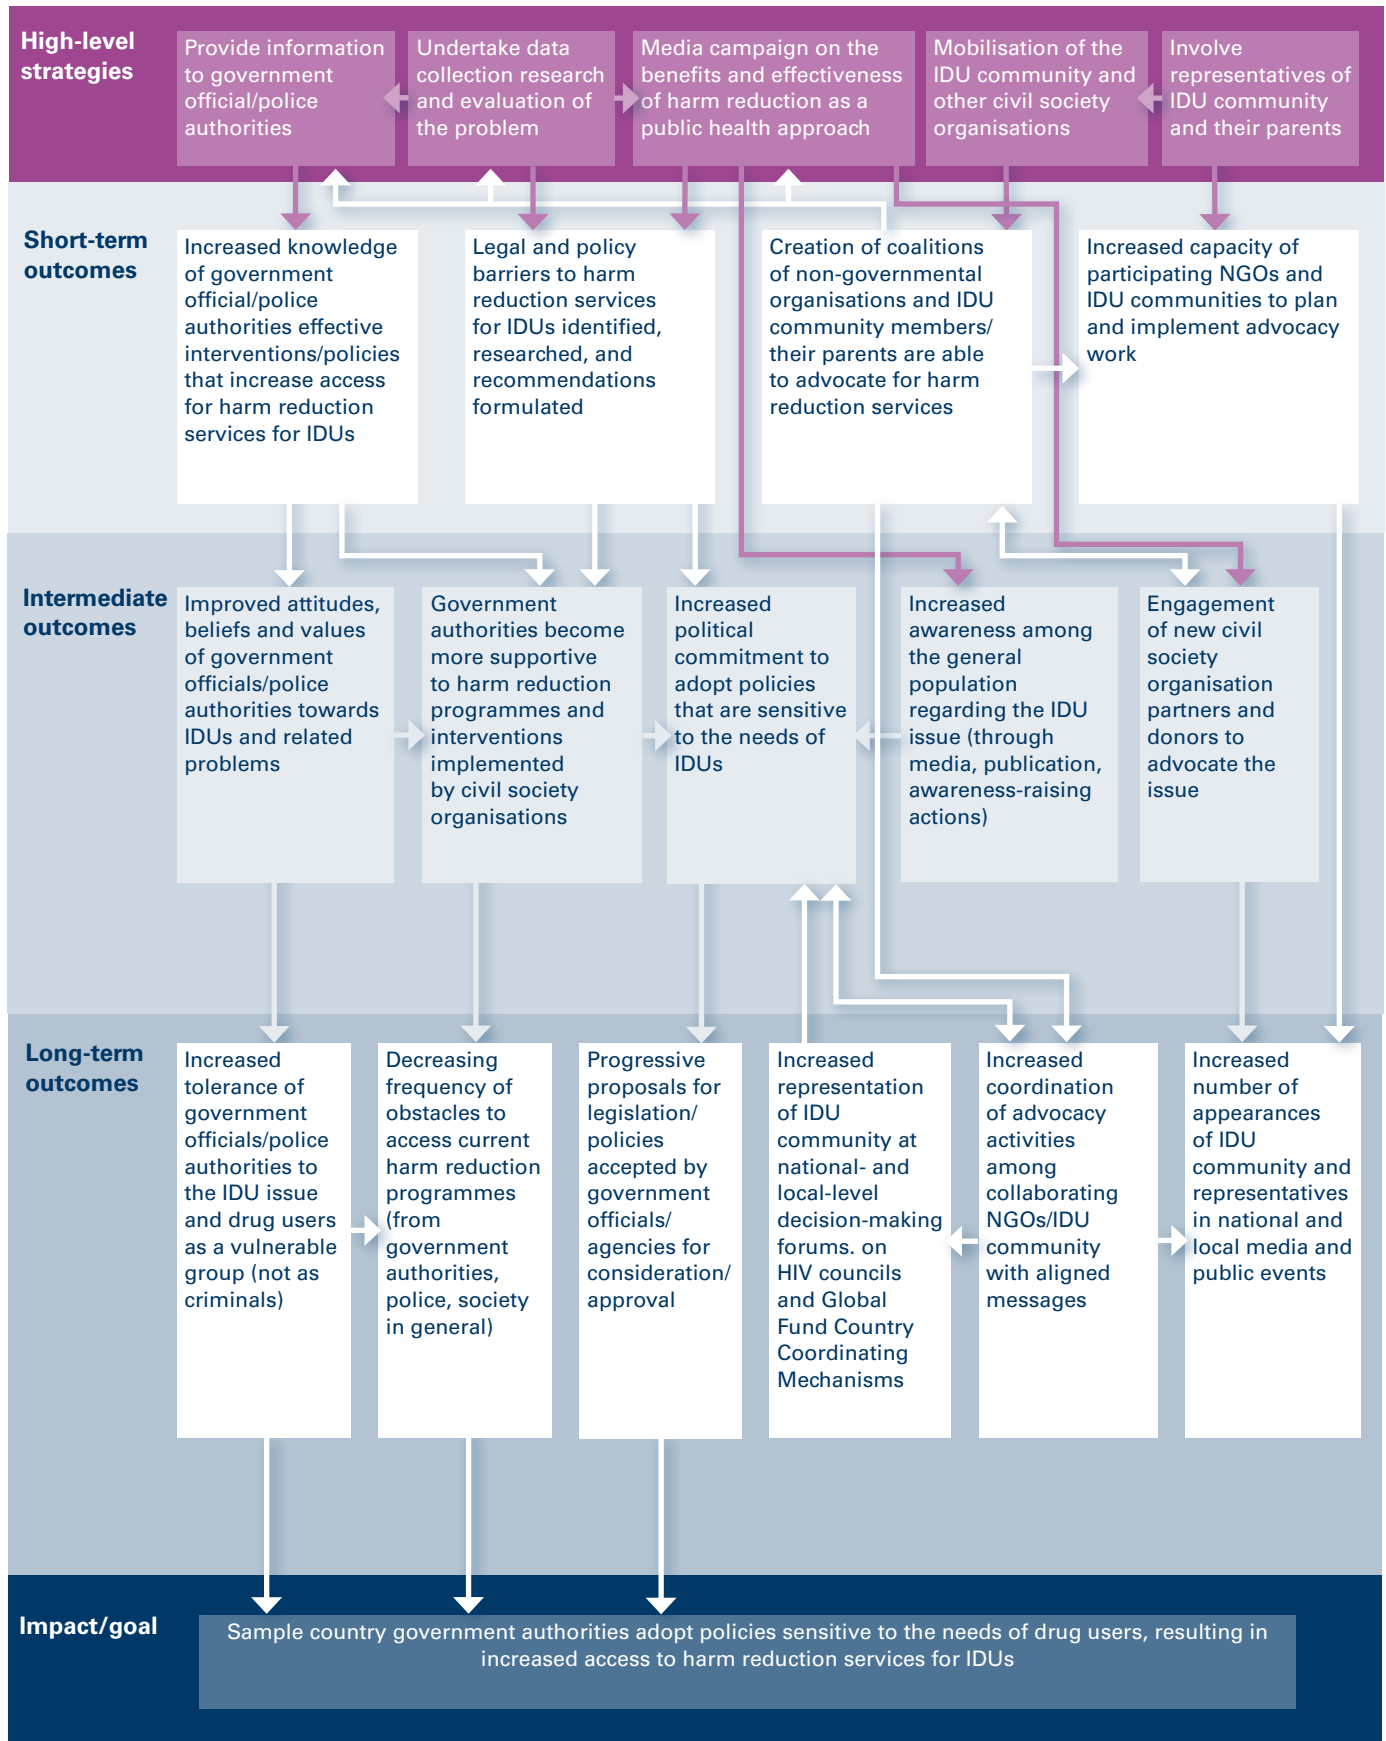 High-level
strategies
Provide information
to government
official/police
authorities
Undertake data
collection research
and evaluation of
the problem
Media campaign on the
benefits and effectiveness
of harm reduction as a
public health approach
Mobilisation of the
IDU community and
other civil society
organisations
Involve
representatives of
IDU community
and their parents
Short-term
outcomes
Increased knowledge
of government
official/police
authorities effective
interventions/policies
that increase access
for harm reduction
services for IDUs
Legal and policy
barriers to harm
reduction services
for IDUs identified,
researched, and
recommendations
formulated
Creation of coalitions
of non-governmental
organisations and IDU
community members/
their parents are able
to advocate for harm
reduction services
Increased capacity of
participating NGOs and
IDU communities to plan
and implement advocacy
work
Intermediate
outcomes
Improved attitudes,
beliefs and values
of government
officials/police
authorities towards
IDUs and related
problems
Government
authorities become
more supportive
to harm reduction
programmes and
interventions
implemented
by civil society
organisations
Increased
political
commitment to
adopt policies
that are sensitive
to the needs of
IDUs
Increased
awareness among
the general
population
regarding the IDU
issue (through
media, publication,
awareness-raising
actions)
Engagement
of new civil
society
organisation
partners and
donors to
advocate the
issue
Long-term
outcomes
Increased
tolerance of
government
officials/police
authorities to
the IDU issue
and drug users
as a vulnerable
group (not as
criminals)
Decreasing
frequency of
obstacles to
access current
harm reduction
programmes
(from
government
authorities,
police, society
in general)
Progressive
proposals for
legislation/
policies
accepted by
government
officials/
agencies for
consideration/
approval
Increased
representation
of IDU
community at
national- and
local-level
decision-making
forums. on
HIV councils
and Global
Fund Country
Coordinating
Mechanisms
Increased
coordination
of advocacy
activities
among
collaborating
NGOs/IDU
community
with aligned
messages
Increased
number of
appearances
of IDU
community and
representatives
in national and
local media and
public events
Impact/goal
Sample country government authorities adopt policies sensitive to the needs of drug users, resulting in
increased access to harm reduction services for IDUs